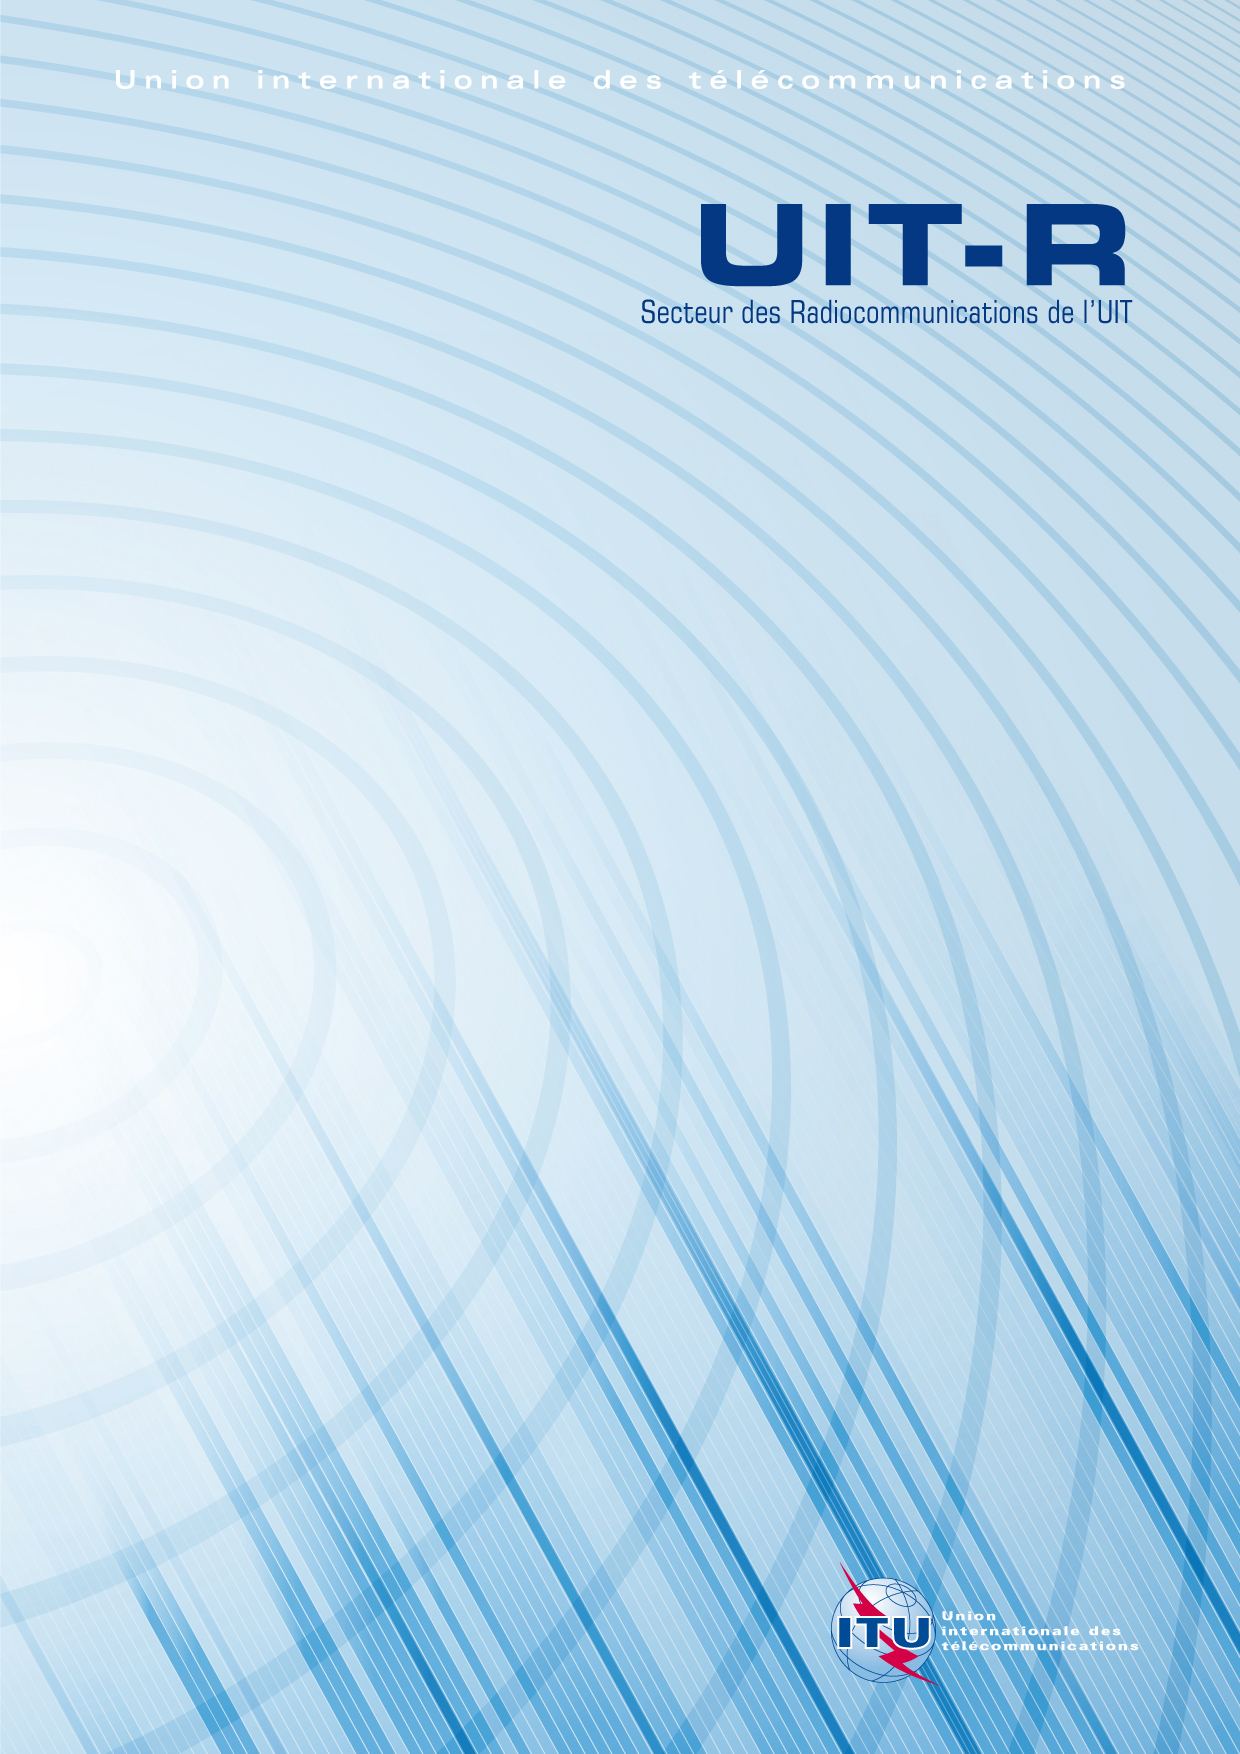 Union internationale des télécommunications
UIT-R
Secteur des Radiocommunications de l'UIT
ITU
Union
internationale des
télécommunications